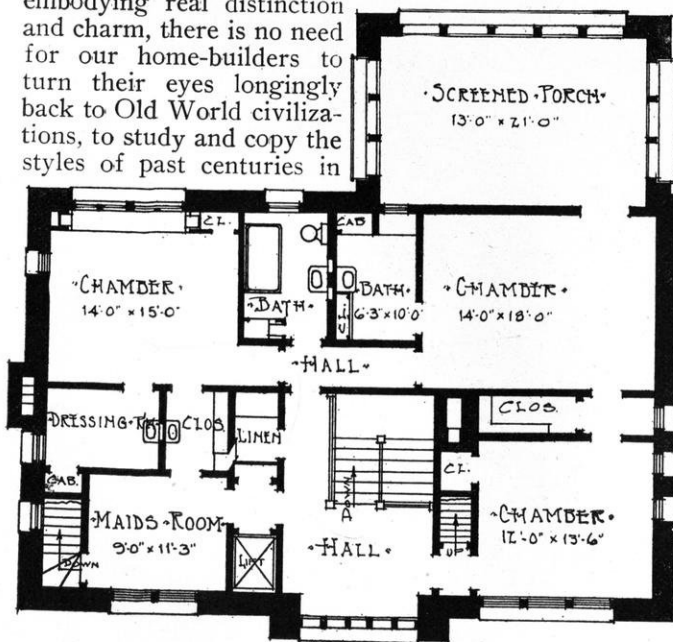 embodying real distinction
and charm, there is no need
for our home-builders to
turn their eyes longingly
back to Old World civiliza-
tions, to study and copy the
styles of past centuries in
·SCREENED·PORCH·
13'·0" × 21'·0"
CL.
CAB
·CHAMBER·
14'·0" × 15'·0"
·BATH·
·BATH·
6'·3" × 10'·0"
·CHAMBER·
14'·0" × 18'·0"
·HALL·
DRESSING·RM
CLOS.
LINEN
CLOS.
CAB.
CL.
DOWN
·MAIDS·ROOM·
9'·0" × 11'·3"
LIFT
DOWN
·HALL·
UP
·CHAMBER·
12'·0" × 13'·6"